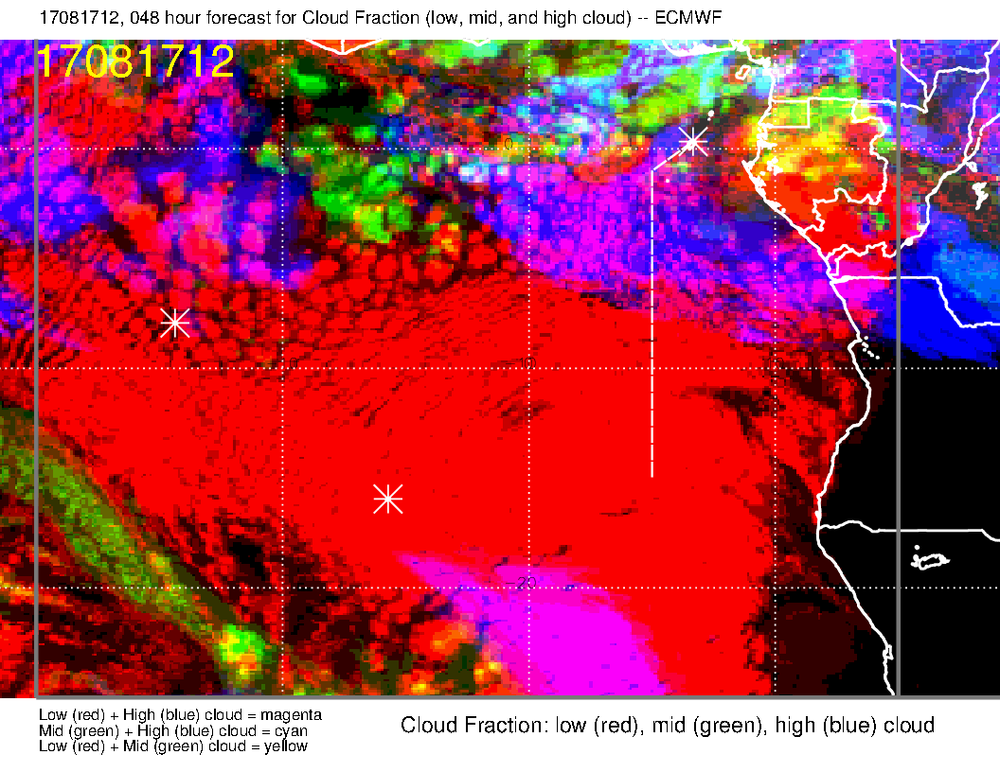 17081712, 048 hour forecast for Cloud Fraction (low, mid, and high cloud) -- ECMWF
17081712
0
-10
-20
Low (red) + High (blue) cloud = magenta
Mid (green) + High (blue) cloud = cyan
Low (red) + Mid (green) cloud = yellow
Cloud Fraction: low (red), mid (green), high (blue) cloud